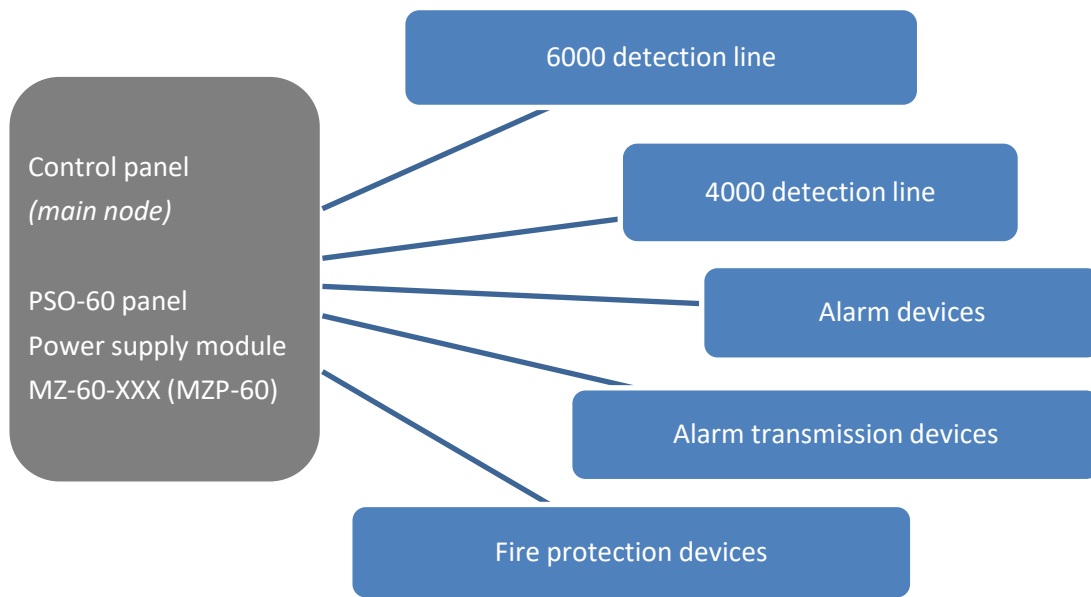 6000 detection line
Control panel
(main node)
4000 detection line
PSO-60 panel
Power supply module
MZ-60-XXX (MZP-60)
Alarm devices
Alarm transmission devices
Fire protection devices